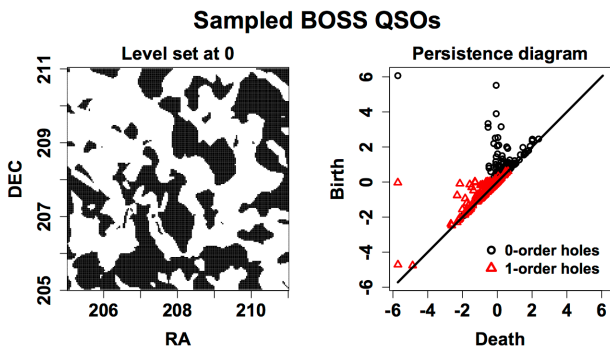 Sampled BOSS QSOs
Level set at 0
211
209
207
205
DEC
206
208
210
RA
Persistence diagram
6
4
2
0
-2
-4
-6
Birth
0-order holes
1-order holes
-6
-4
-2
0
2
4
6
Death